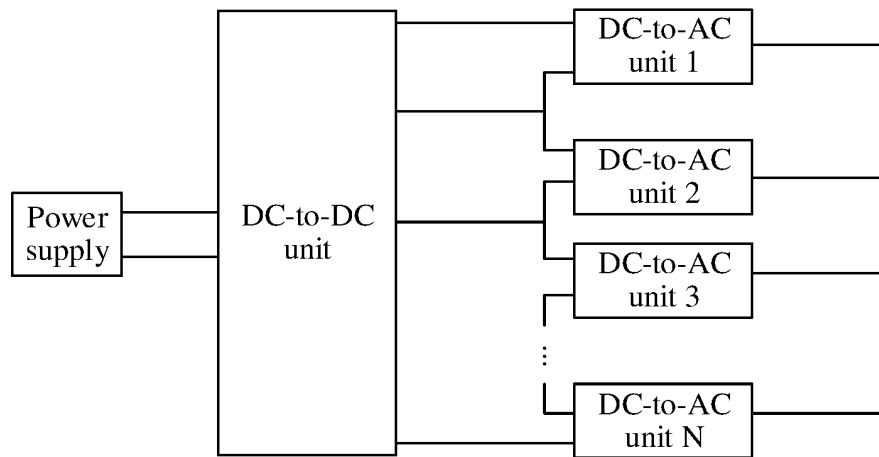 Power
supply
DC-to-DC
unit
DC-to-AC
unit 1
DC-to-AC
unit 2
DC-to-AC
unit 3
...
DC-to-AC
unit N